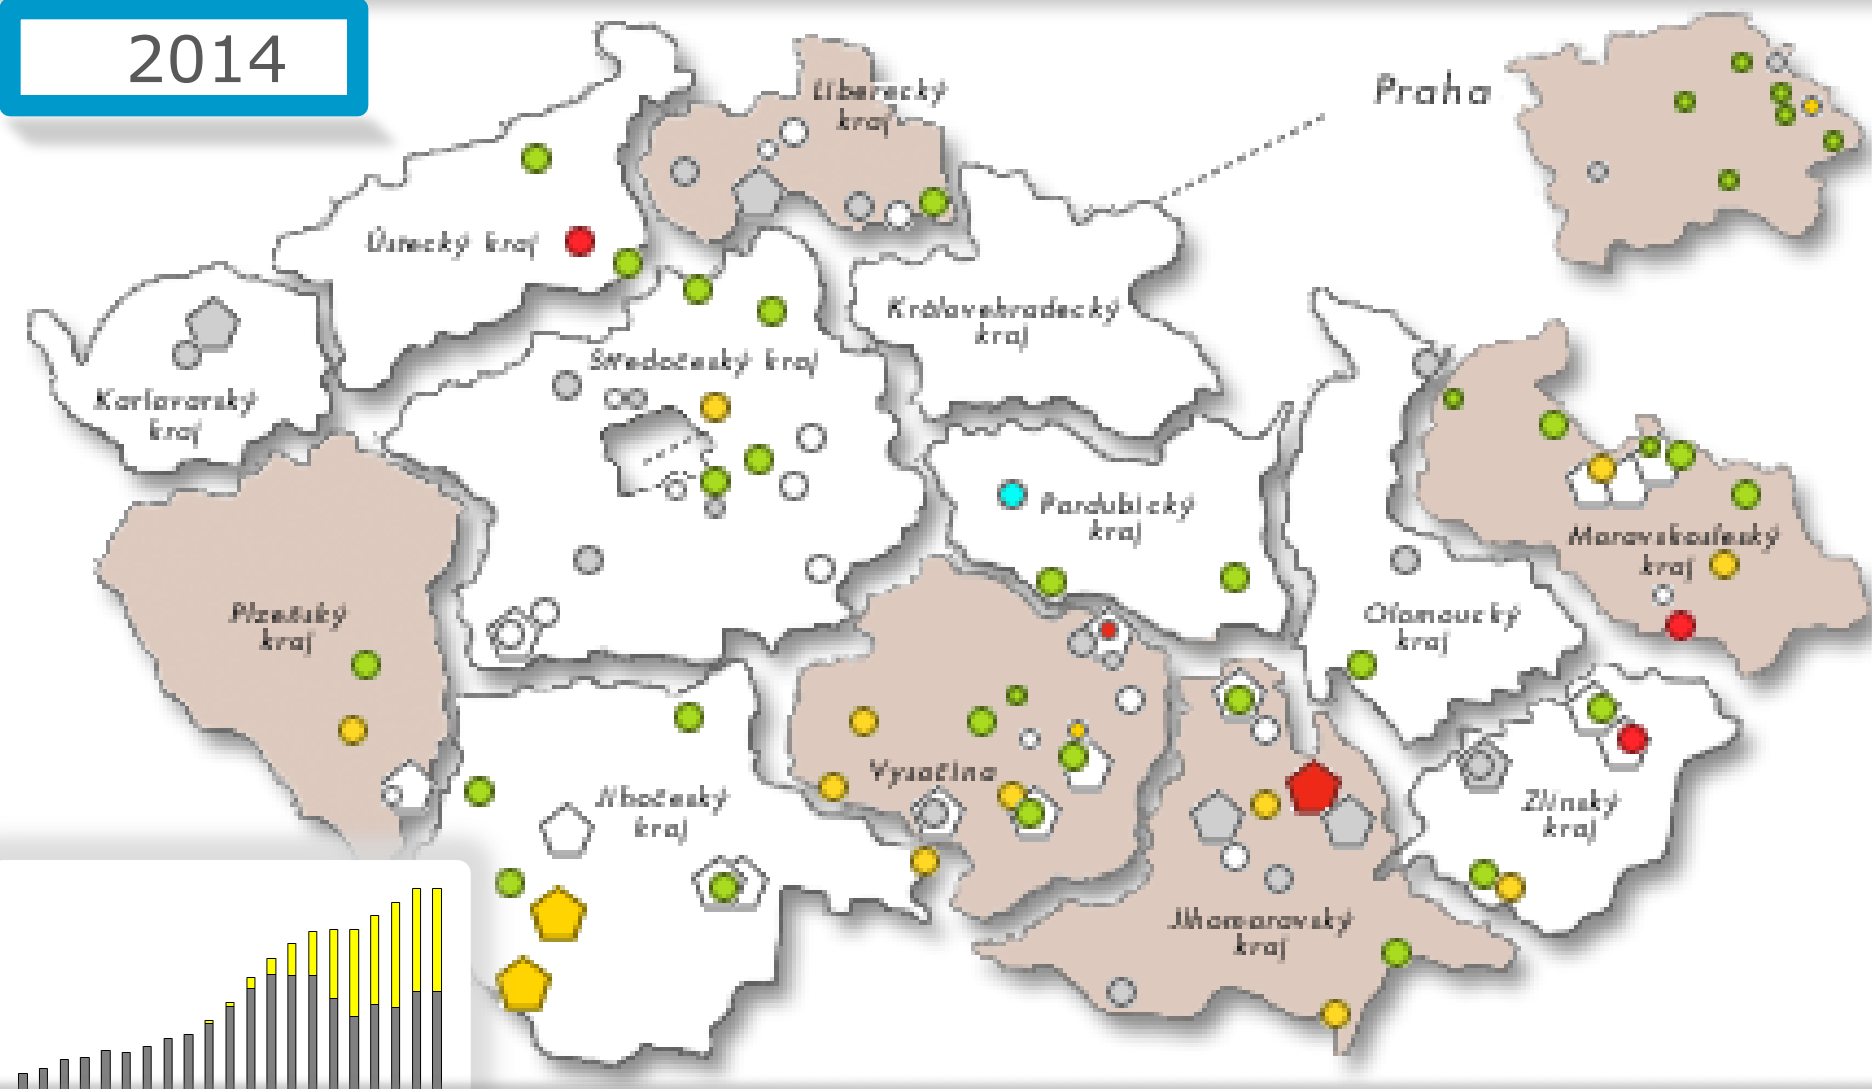 2014
Liberecký
kraj
Praha
Ústecký kraj
Královehradecký
kraj
Středočeský kraj
Karlovarský
kraj
Pardubický
kraj
Moravskoslezský
kraj
Plzeňský
kraj
Olomoucký
kraj
Vysočina
Jihočeský
kraj
Zlínský
kraj
Jihomoravský
kraj